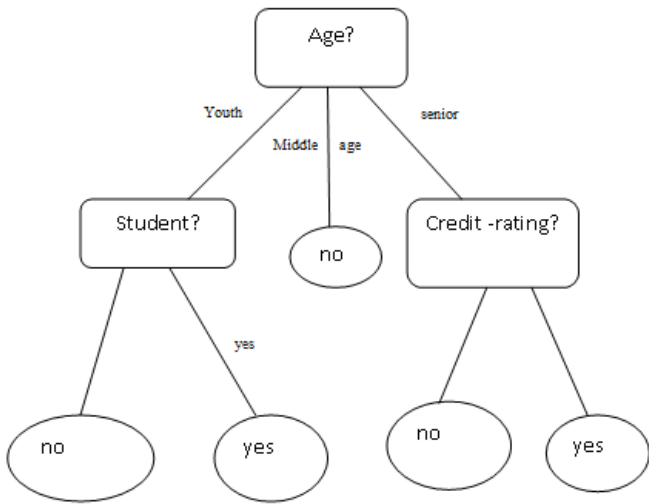 Age?
Youth
senior
Middle age
Student?
Credit -rating?
no
yes
no
yes
no
yes